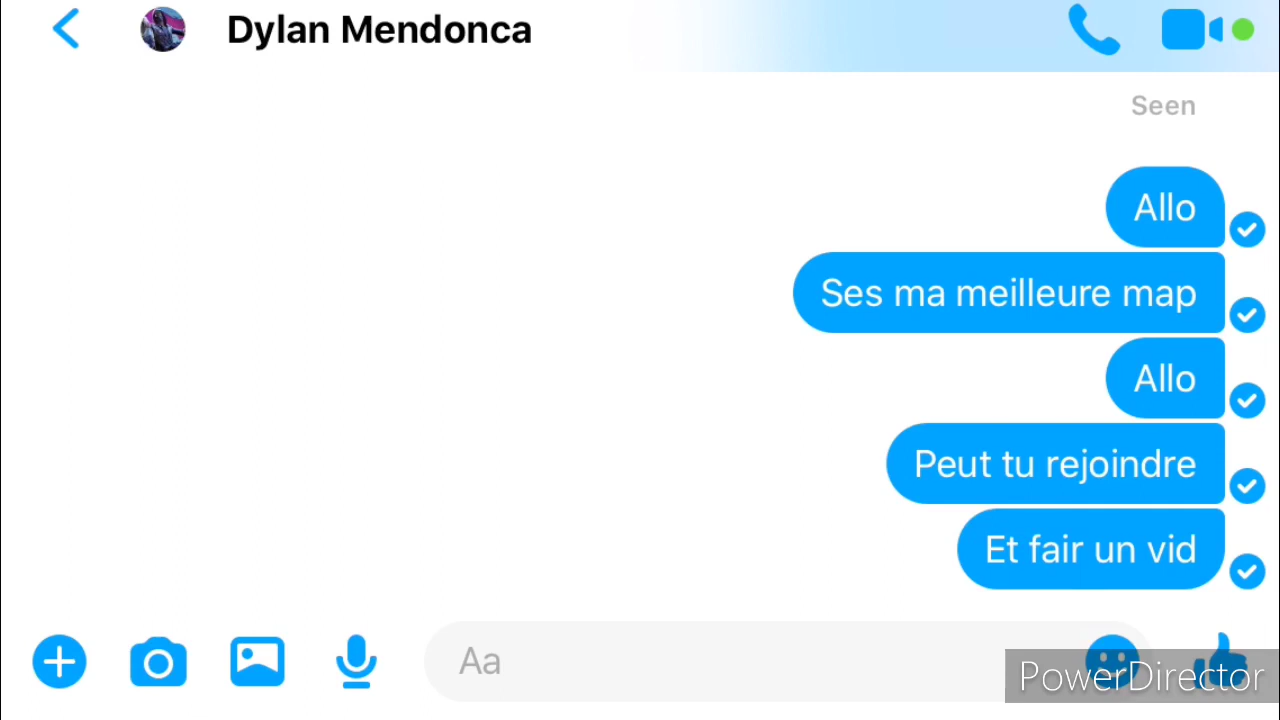 Dylan Mendonca
Seen
Allo
Ses ma meilleure map
Allo
Peut tu rejoindre
Et fair un vid
Aa
PowerDirector